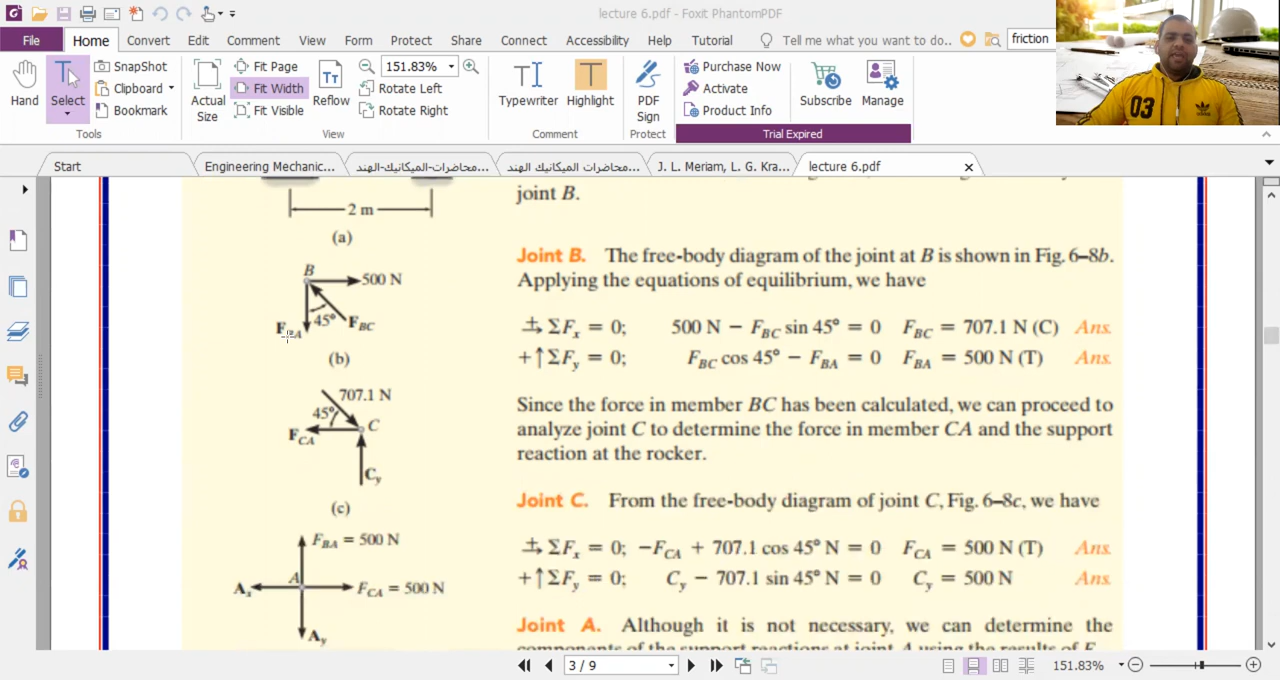 lecture 6.pdf - Foxit PhantomPDF
File Home Convert Edit Comment View Form Protect Share Connect Accessibility Help Tutorial Tell me what you want to do.. friction
Hand
Select
SnapShot
Clipboard
Bookmark
Tools
Actual Size
Fit Page
Fit Width
Fit Visible
Reflow
151.83%
Rotate Left
Rotate Right
View
Typewriter
Highlight
Comment
PDF Sign
Protect
Purchase Now
Activate
Product Info
Subscribe
Manage
Trial Expired
03
Start Engineering Mechanic... محاضرات-الميكانيك-الهند... محاضرات الميكانيك الهند... J. L. Meriam, L. G. Kra... lecture 6.pdf
2 m
(a)
B
500 N
45°
F_BC
(b)
707.1 N
45°
C
F_CA
C_y
(c)
F_BA = 500 N
A
A_x
F_CA = 500 N
A_y
joint B.
Joint B. The free-body diagram of the joint at B is shown in Fig. 6–8b.
Applying the equations of equilibrium, we have
→+ ΣF_x = 0; 500 N − F_BC sin 45° = 0 F_BC = 707.1 N (C) Ans.
+↑ΣF_y = 0; F_BC cos 45° − F_BA = 0 F_BA = 500 N (T) Ans.
Since the force in member BC has been calculated, we can proceed to
analyze joint C to determine the force in member CA and the support
reaction at the rocker.
Joint C. From the free-body diagram of joint C, Fig. 6–8c, we have
→+ ΣF_x = 0; −F_CA + 707.1 cos 45° N = 0 F_CA = 500 N (T) Ans.
+↑ΣF_y = 0; C_y − 707.1 sin 45° N = 0 C_y = 500 N Ans.
Joint A. Although it is not necessary, we can determine the
3 / 9
151.83%